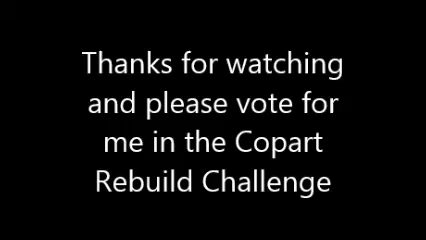 Thanks for watching
and please vote for
me in the Copart
Rebuild Challenge